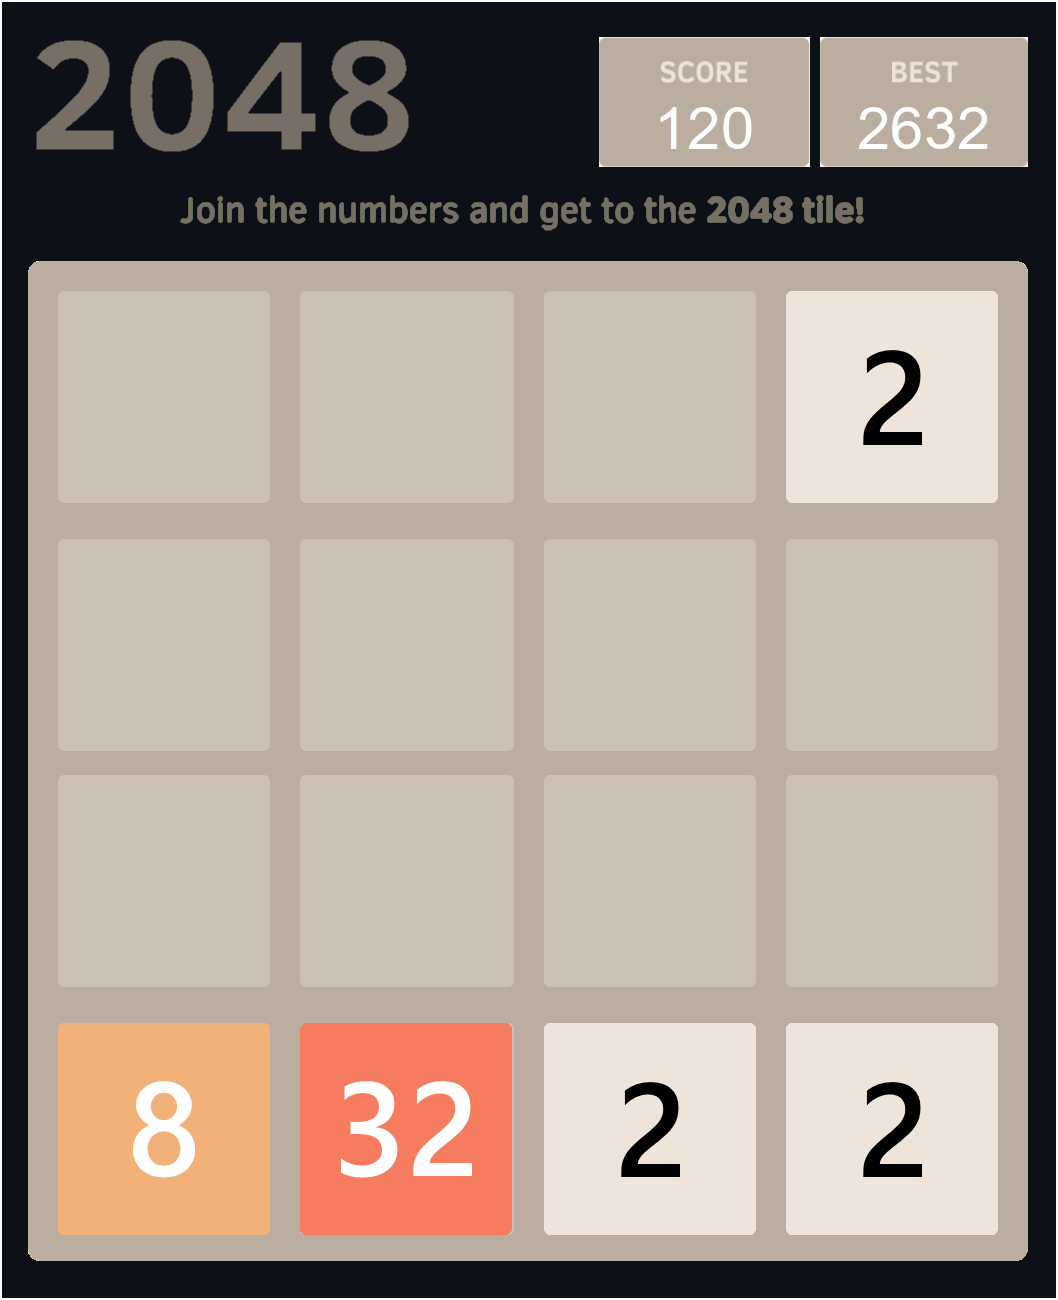 2048
SCORE BEST
120 2632
Join the numbers and get to the 2048 tile!
2
8 32 2 2